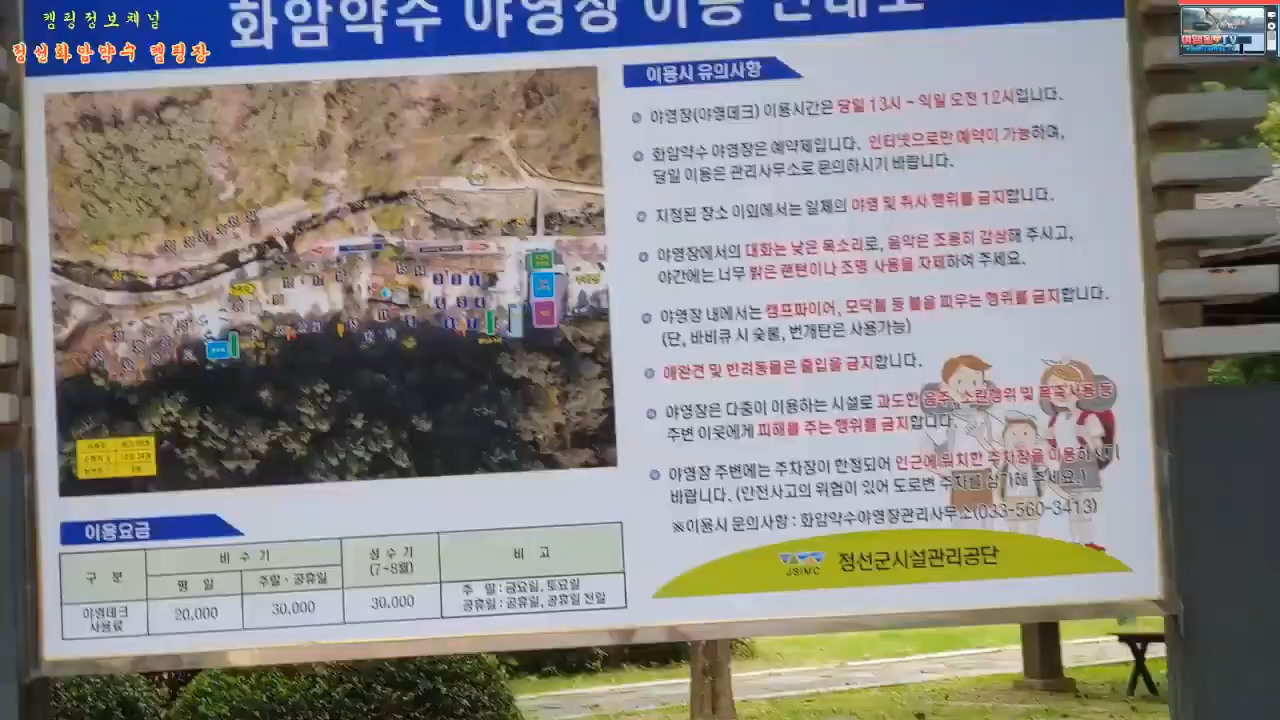 캠핑정보채널
정선화암약수 캠핑장
화암약수 야영장 이용 안내도
이용시 유의사항
야영장(야영데크) 이용시간은 당일 13시 ~ 익일 오전 12시입니다.
화암약수 야영장은 예약제입니다. 인터넷으로만 예약이 가능하며,
당일 이용은 관리사무소로 문의하시기 바랍니다.
지정된 장소 이외에서는 일체의 야영 및 취사 행위를 금지합니다.
야영장에서의 대화는 낮은 목소리로, 음악은 조용히 감상해 주시고,
야간에는 너무 밝은 랜턴이나 조명 사용을 자제하여 주세요.
야영장 내에서는 캠프파이어, 모닥불 등 불을 피우는 행위를 금지합니다.
(단, 바비큐 시 숯불, 번개탄은 사용가능)
애완견 및 반려동물은 출입을 금지합니다.
야영장은 다중이 이용하는 시설로 과도한 음주, 소란행위 및 폭죽사용 등
주변 이웃에게 피해를 주는 행위를 금지합니다.
야영장 주변에는 주차장이 한정되어 인근에 위치한 주차장을 이용하시기
바랍니다. (안전사고의 위험이 있어 도로변 주차를 삼가해 주세요.)
※이용시 문의사항 : 화암약수야영장관리사무소(033-560-3413)
JSIMC 정선군시설관리공단
이용요금
구 분 비 수 기 성 수 기 (7~8월) 비 고
평 일 주말·공휴일
야영데크 사용료 20,000 30,000 30,000 주 말 : 금요일, 토요일
공휴일 : 공휴일, 공휴일 전일